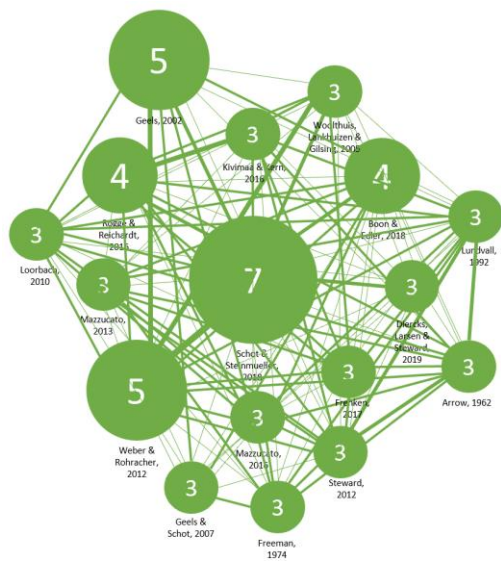 5
Geels, 2002
3
Woolthuis,
Lankhuizen &
Gilsing, 2005
3
Kivimaa & Kern,
2016
4
Rogge &
Reichardt,
4
Boon &
Edler, 2018
3
Lundvall,
1992
3
Loorbach,
2010
3
Mazzucato,
2013
7
Schot &
Steinmueller,
2018
3
Diercks,
Larsen &
Steward,
2019
3
Arrow, 1962
5
Weber &
Rohracher,
2012
3
Frenken,
2017
3
Mazzucato,
3
Steward,
2012
3
Geels &
Schot, 2007
3
Freeman,
1974